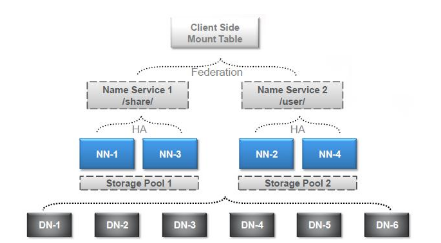 Client Side
Mount Table
Federation
Name Service 1
/share/
Name Service 2
/user/
HA
HA
NN-1
NN-3
NN-2
NN-4
Storage Pool 1
Storage Pool 2
DN-1
DN-2
DN-3
DN-4
DN-5
DN-6